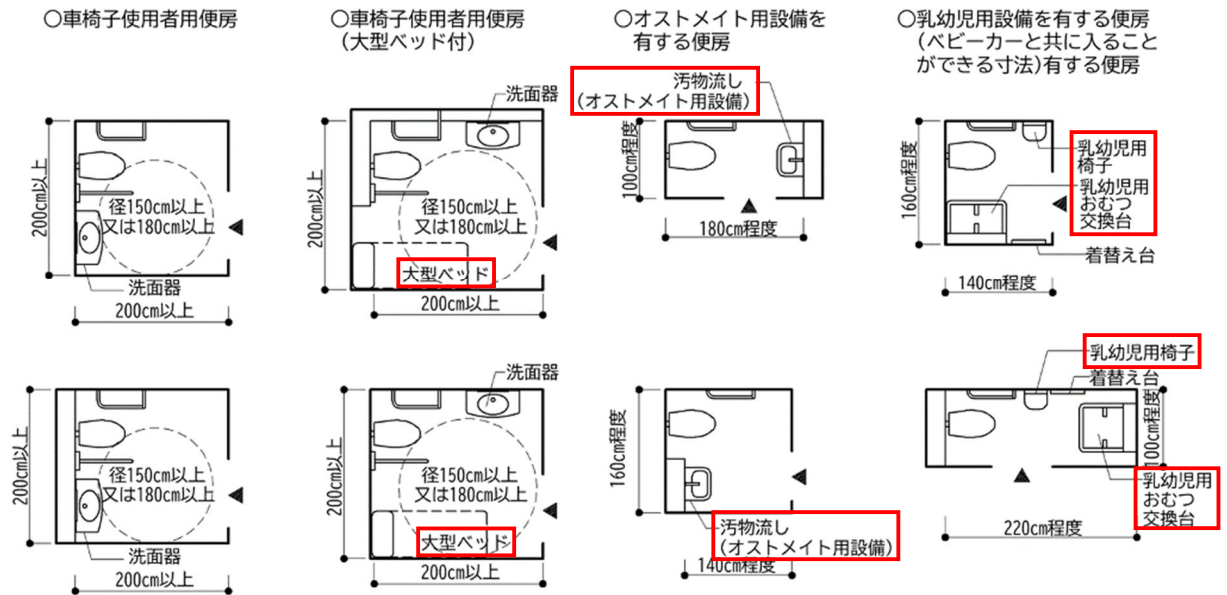 ○車椅子使用者用便房
200cm以上
径150cm以上
又は180cm以上
洗面器
200cm以上
200cm以上
径150cm以上
又は180cm以上
洗面器
200cm以上
○車椅子使用者用便房
(大型ベッド付)
洗面器
200cm以上
径150cm以上
又は180cm以上
大型ベッド
200cm以上
洗面器
200cm以上
径150cm以上
又は180cm以上
大型ベッド
200cm以上
○オストメイト用設備を
有する便房
汚物流し
(オストメイト用設備)
100cm程度
180cm程度
160cm程度
汚物流し
(オストメイト用設備)
140cm程度
○乳幼児用設備を有する便房
(ベビーカーと共に入ること
ができる寸法)有する便房
160cm程度
乳幼児用
椅子
乳幼児用
おむつ
交換台
着替え台
140cm程度
乳幼児用椅子
着替え台
100cm程度
乳幼児用
おむつ
交換台
220cm程度